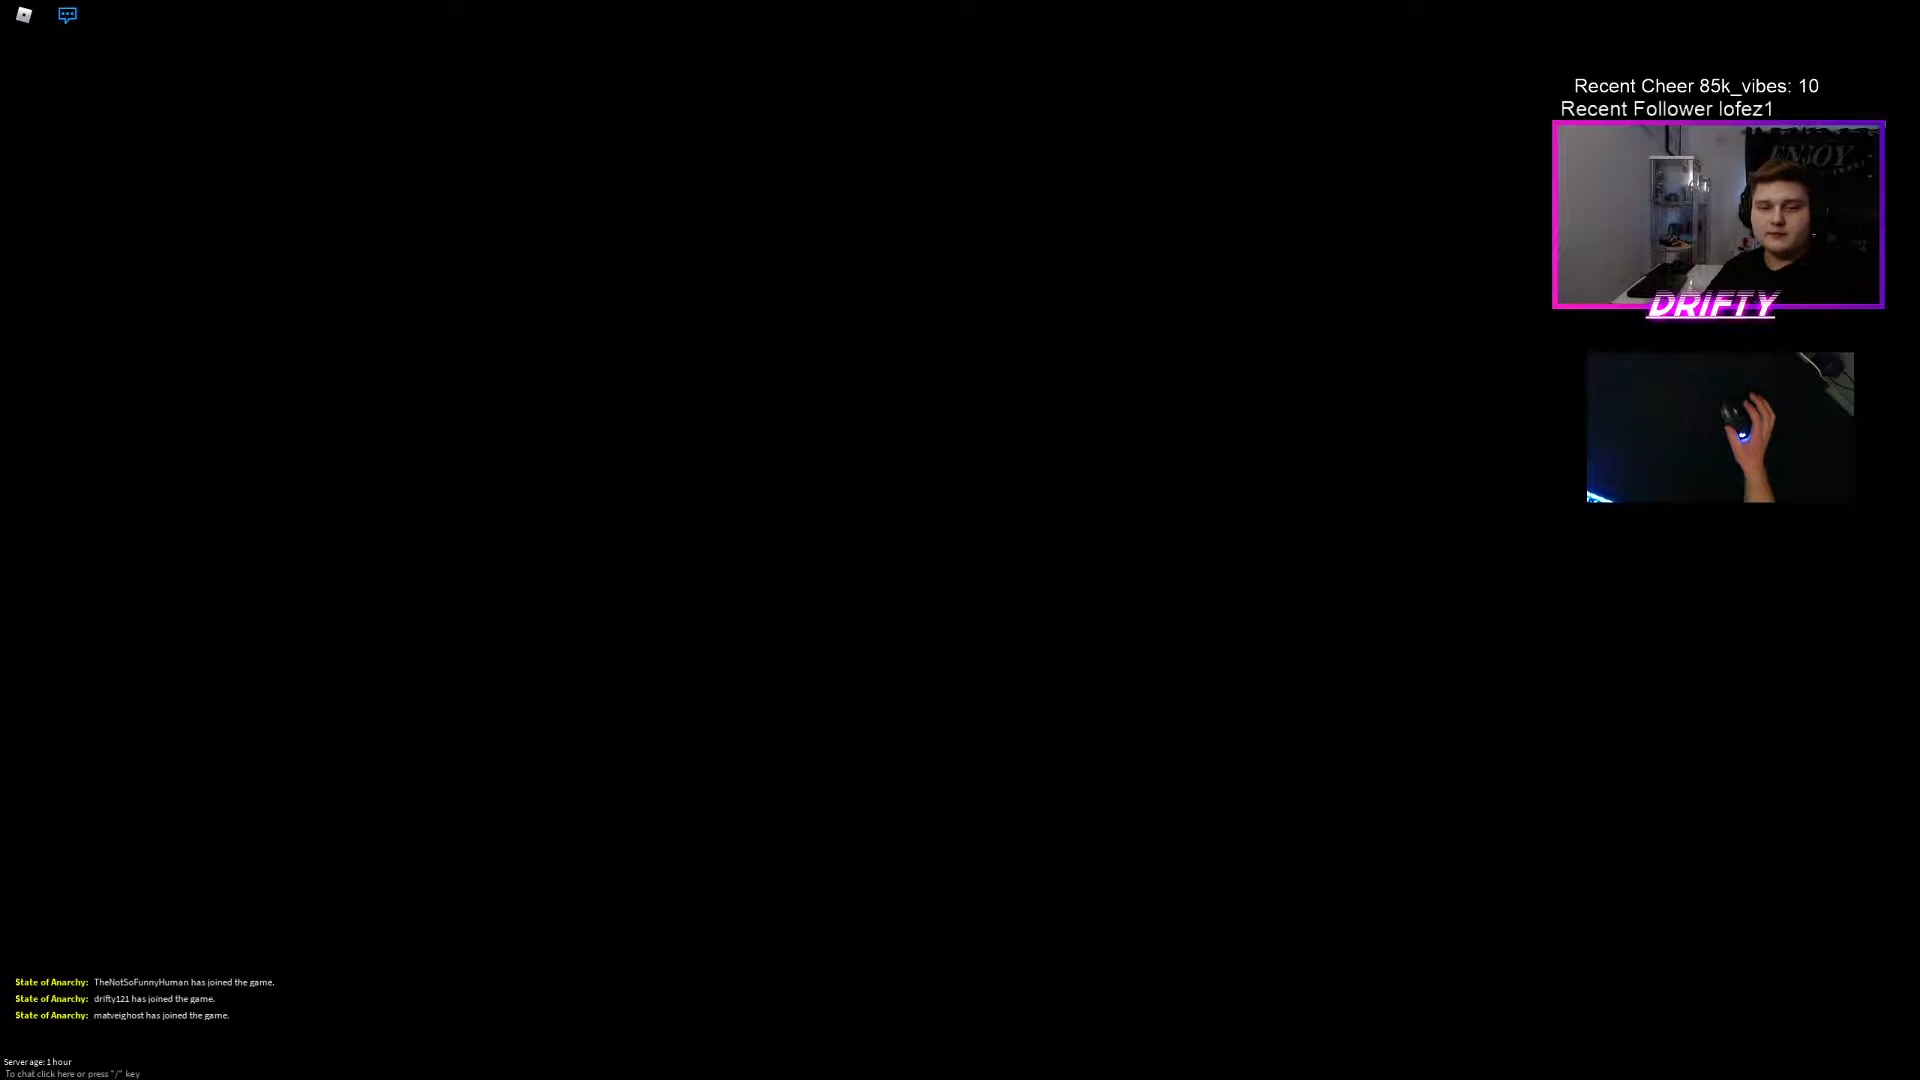 Recent Cheer 85k_vibes: 10
Recent Follower lofez1
ENJOY
DRIFTY
State of Anarchy: TheNotSoFunnyHuman has joined the game.
State of Anarchy: drifty121 has joined the game.
State of Anarchy: matveighost has joined the game.
Server age: 1 hour
To chat click here or press "/" key